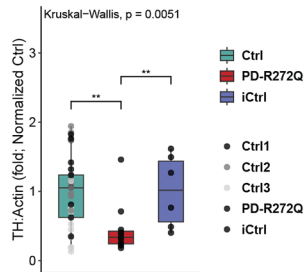 Kruskal−Wallis, p = 0.0051
TH:Actin (fold; Normalized Ctrl)
3
2
1
0
**
**
Ctrl
PD-R272Q
iCtrl
Ctrl1
Ctrl2
Ctrl3
PD-R272Q
iCtrl